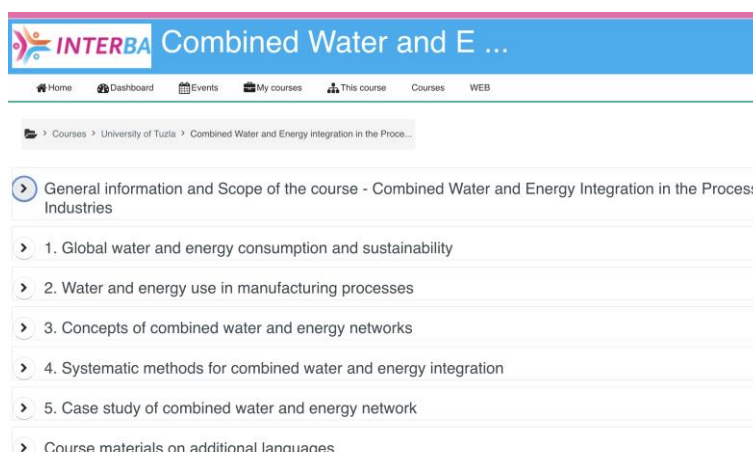 INTERBA Combined Water and E ...
Home Dashboard Events My courses This course Courses WEB
> Courses > University of Tuzla > Combined Water and Energy integration in the Proce...
General information and Scope of the course - Combined Water and Energy Integration in the Process
Industries
1. Global water and energy consumption and sustainability
2. Water and energy use in manufacturing processes
3. Concepts of combined water and energy networks
4. Systematic methods for combined water and energy integration
5. Case study of combined water and energy network
Course materials on additional languages